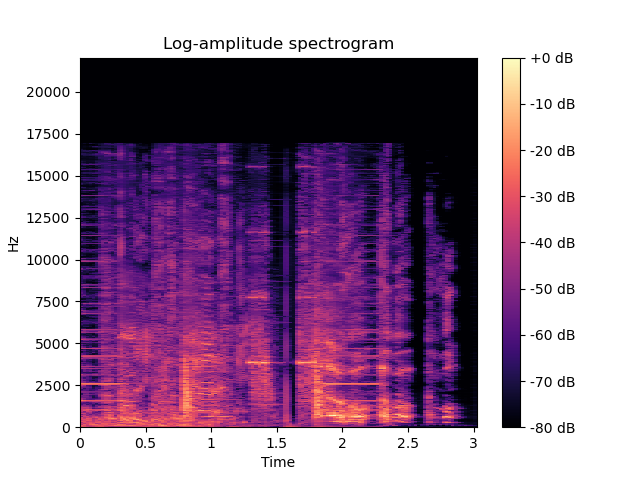 Log-amplitude spectrogram
+0 dB
20000
-10 dB
17500
-20 dB
15000
-30 dB
12500
Hz
-40 dB
10000
-50 dB
7500
-60 dB
5000
-70 dB
2500
0
-80 dB
0 0.5 1 1.5 2 2.5 3
Time